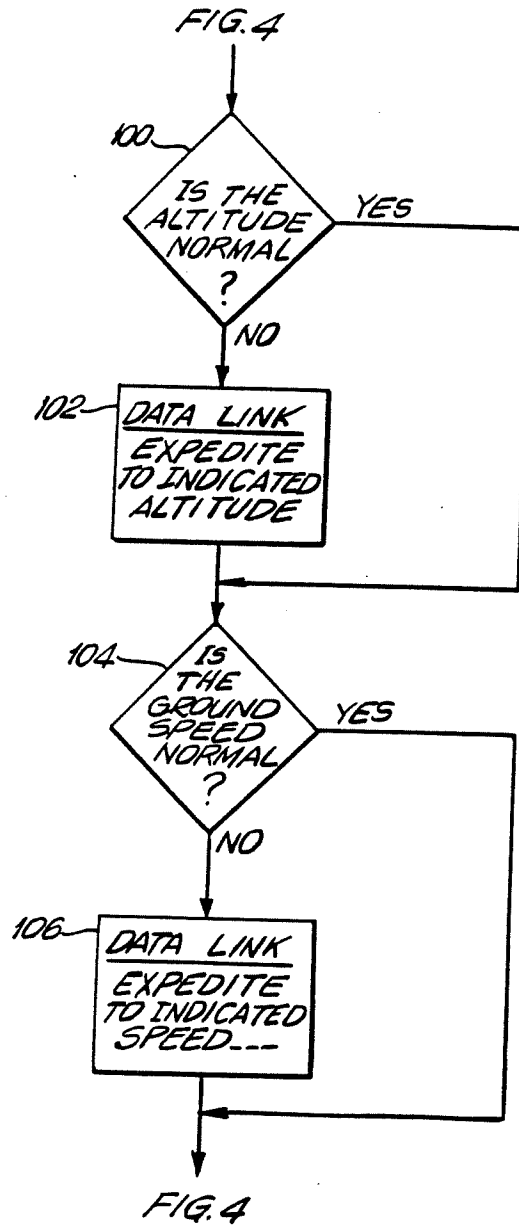 FIG. 4
100
IS THE
ALTITUDE
NORMAL
?
YES
NO
102
DATA LINK
EXPEDITE
TO INDICATED
ALTITUDE
104
IS
THE
GROUND
SPEED
NORMAL
?
YES
NO
106
DATA LINK
EXPEDITE
TO INDICATED
SPEED---
FIG. 4